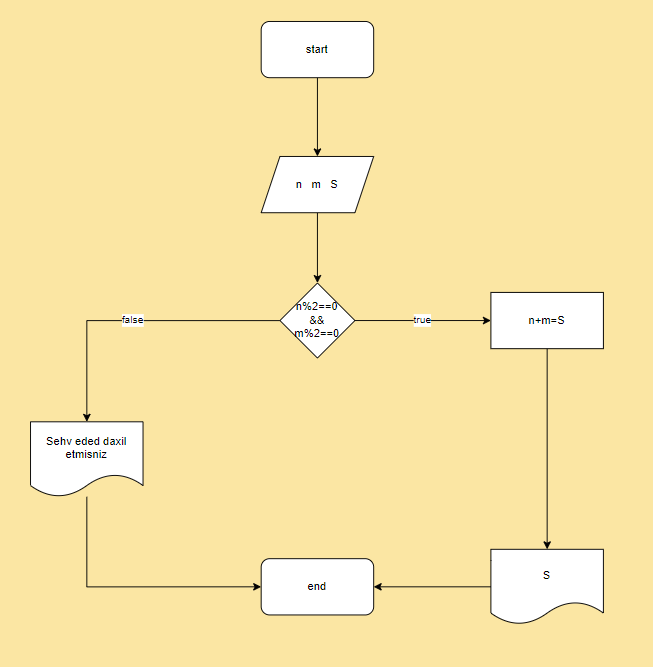 start
n m S
n%2==0
&&
m%2==0
false
true
n+m=S
Sehv eded daxil
etmisniz
S
end